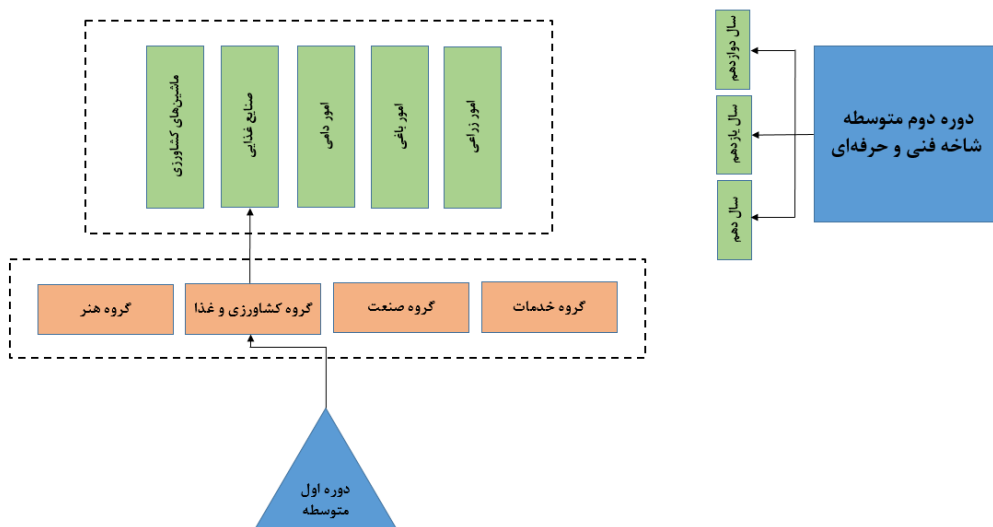 سال دوازدهم
سال یازدهم
سال دهم
دوره دوم متوسطه
شاخه فنی و حرفه‌ای
امور زراعی
امور باغی
امور دامی
صنایع غذایی
ماشین‌های کشاورزی
گروه خدمات
گروه صنعت
گروه کشاورزی و غذا
گروه هنر
دوره اول
متوسطه